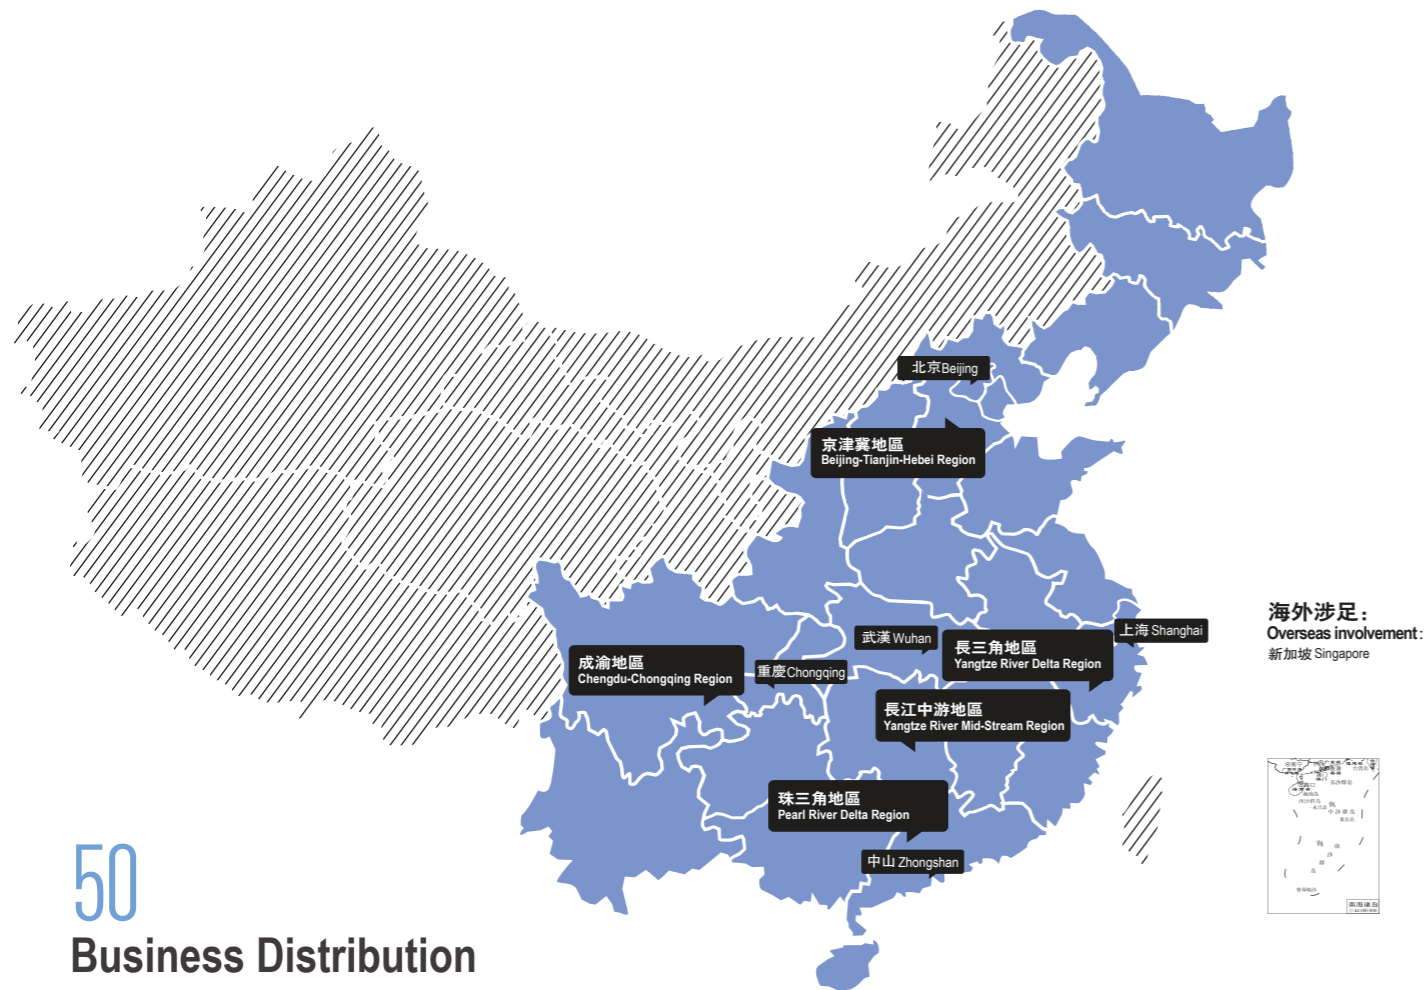 北京Beijing
京津冀地區
Beijing-Tianjin-Hebei Region
武漢 Wuhan
長三角地區
Yangtze River Delta Region
上海 Shanghai
成渝地區
Chengdu-Chongqing Region
重慶Chongqing
長江中游地區
Yangtze River Mid-Stream Region
珠三角地區
Pearl River Delta Region
中山 Zhongshan
海外涉足：
Overseas involvement：
新加坡 Singapore
50
Business Distribution